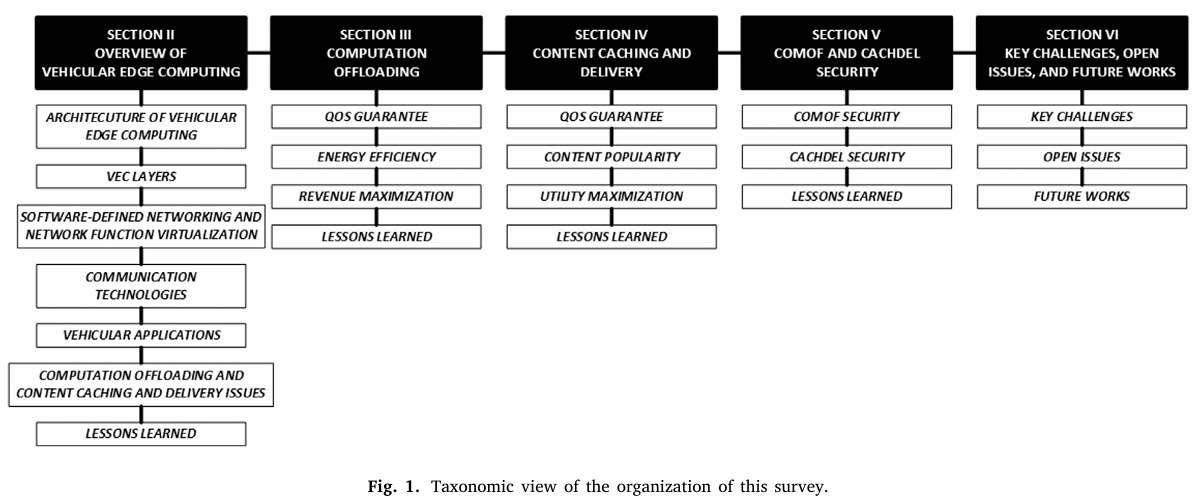 SECTION II
OVERVIEW OF
VEHICULAR EDGE COMPUTING
ARCHITECUTURE OF VEHICULAR
EDGE COMPUTING
VEC LAYERS
SOFTWARE-DEFINED NETWORKING AND
NETWORK FUNCTION VIRTUALIZATION
COMMUNICATION
TECHNOLOGIES
VEHICULAR APPLICATIONS
COMPUTATION OFFLOADING AND
CONTENT CACHING AND DELIVERY ISSUES
LESSONS LEARNED
SECTION III
COMPUTATION
OFFLOADING
QOS GUARANTEE
ENERGY EFFICIENCY
REVENUE MAXIMIZATION
LESSONS LEARNED
SECTION IV
CONTENT CACHING AND
DELIVERY
QOS GUARANTEE
CONTENT POPULARITY
UTILITY MAXIMIZATION
LESSONS LEARNED
SECTION V
COMOF AND CACHDEL
SECURITY
COMOF SECURITY
CACHDEL SECURITY
LESSONS LEARNED
SECTION VI
KEY CHALLENGES, OPEN
ISSUES, AND FUTURE WORKS
KEY CHALLENGES
OPEN ISSUES
FUTURE WORKS
Fig. 1. Taxonomic view of the organization of this survey.